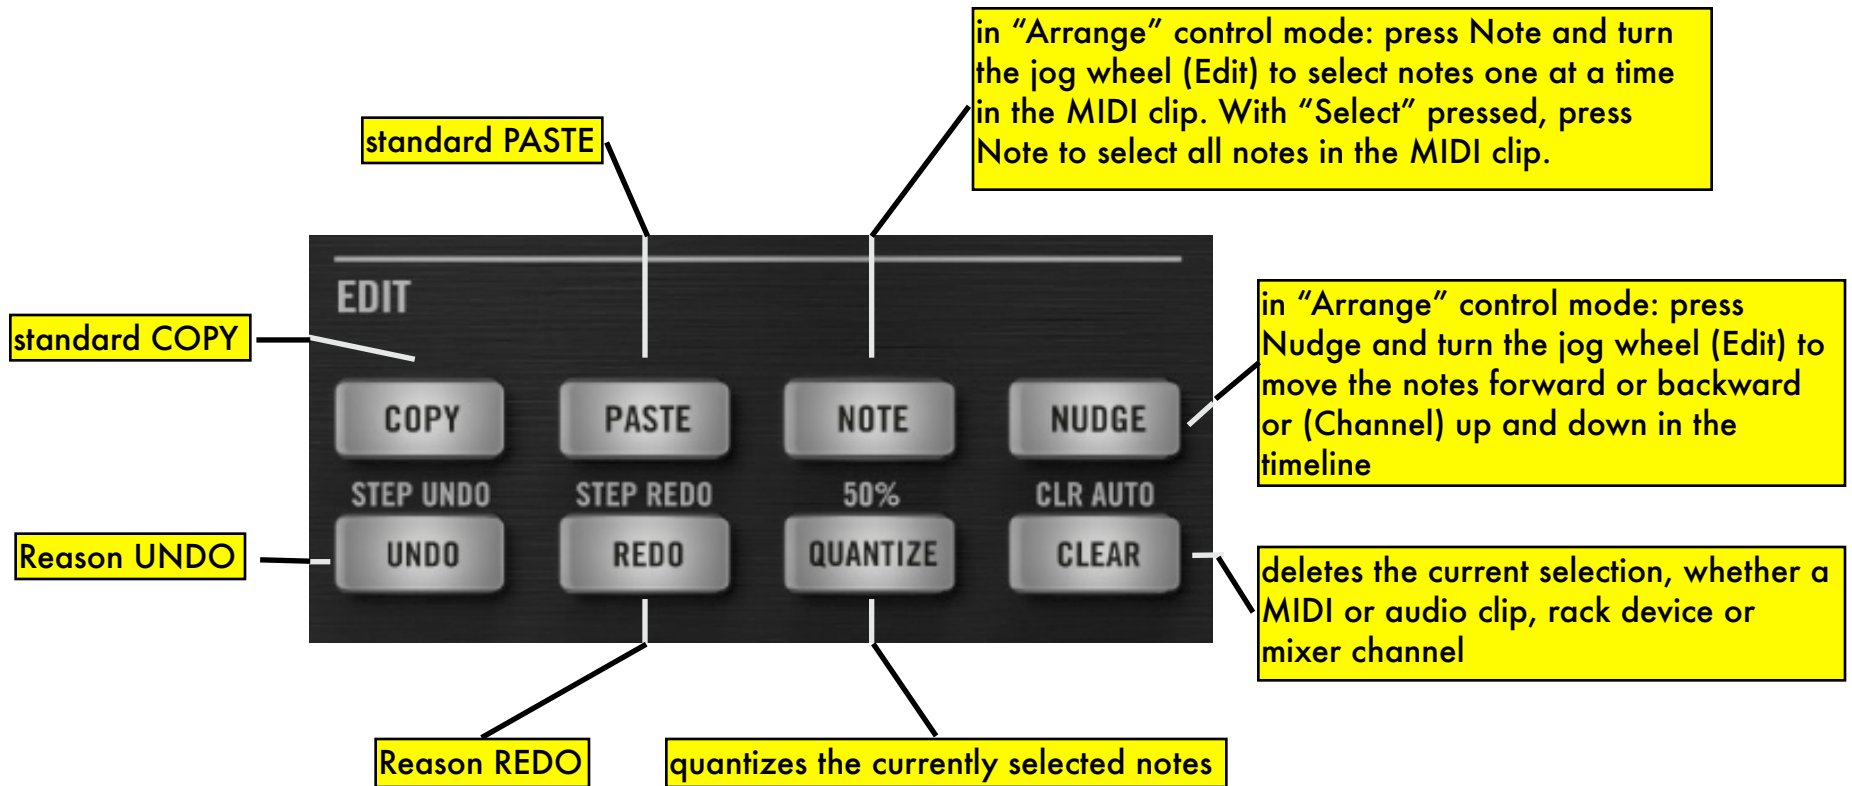 in “Arrange” control mode: press Note and turn
the jog wheel (Edit) to select notes one at a time
in the MIDI clip. With “Select” pressed, press
Note to select all notes in the MIDI clip.
standard PASTE
EDIT
standard COPY
in “Arrange” control mode: press
Nudge and turn the jog wheel (Edit) to
move the notes forward or backward
or (Channel) up and down in the
timeline
COPY PASTE NOTE NUDGE
STEP UNDO STEP REDO 50% CLR AUTO
UNDO REDO QUANTIZE CLEAR
Reason UNDO
deletes the current selection, whether a
MIDI or audio clip, rack device or
mixer channel
Reason REDO
quantizes the currently selected notes